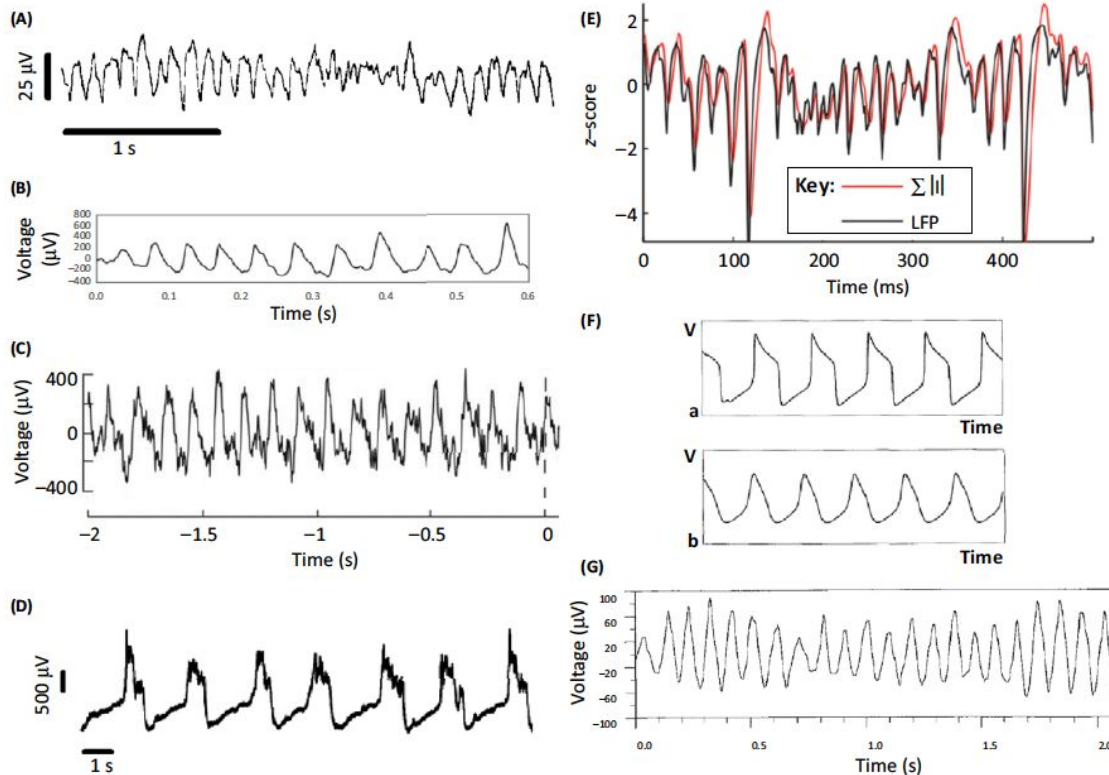 (A)
25 µV
1 s
(B)
Voltage
(µV)
800
600
400
200
0
−200
−400
0.0 0.1 0.2 0.3 0.4 0.5 0.6
Time (s)
(C)
Voltage (µV)
400
0
−400
−2 −1.5 −1 −0.5 0
Time (s)
(D)
500 µV
1 s
(E)
z–score
2
0
−2
−4
Key: ∑ |I|
LFP
0 100 200 300 400
Time (ms)
(F)
V
a
Time
V
b
Time
(G)
Voltage (µV)
100
60
20
−20
−60
−100
0.0 0.5 1.0 1.5 2.0
Time (s)